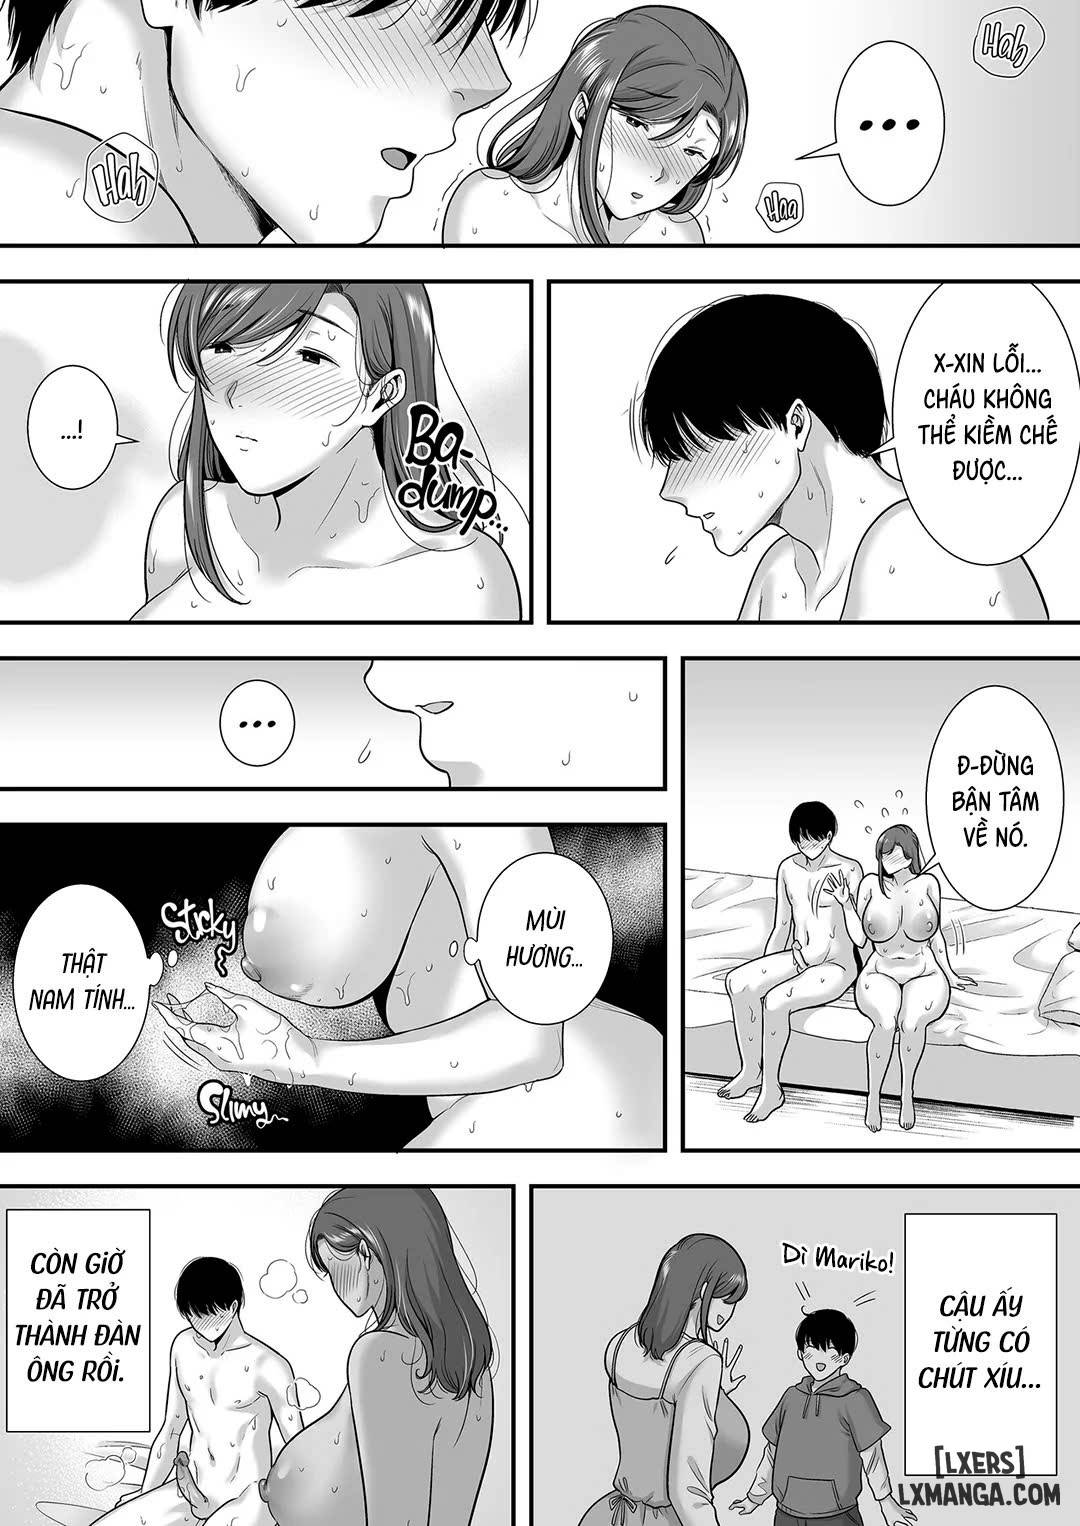 Hah
...
Hah
Haa
X-XIN LỖI...
CHÁU KHÔNG
THỂ KIỀM CHẾ
ĐƯỢC...
...!
BA-
dump...
Đ-ĐỪNG
BẬN TÂM
VỀ NÓ.
...
MÙI
HƯƠNG...
Sticky
THẬT
NAM TÍNH...
Slimy
CẬU ẤY
TỪNG CÓ
CHÚT XÍU...
Dì Mariko!
CÒN GIỜ
ĐÃ TRỞ
THÀNH ĐÀN
ÔNG RỒI.
[LXERS]
LXMANGA.COM